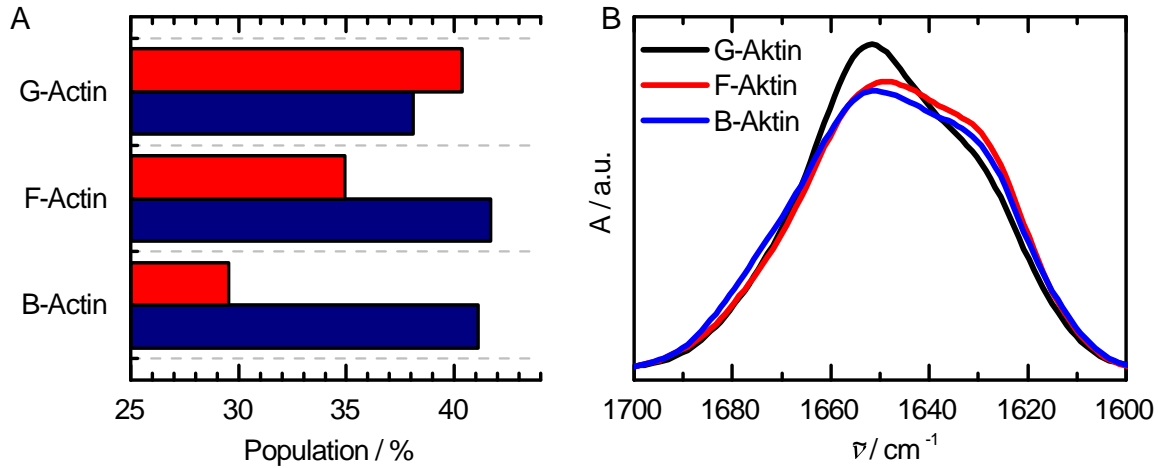 A
G-Actin
F-Actin
B-Actin
25 30 35 40
Population / %
B
G-Aktin
F-Aktin
B-Aktin
A / a.u.
1700 1680 1660 1640 1620 1600
ν̃ / cm⁻¹